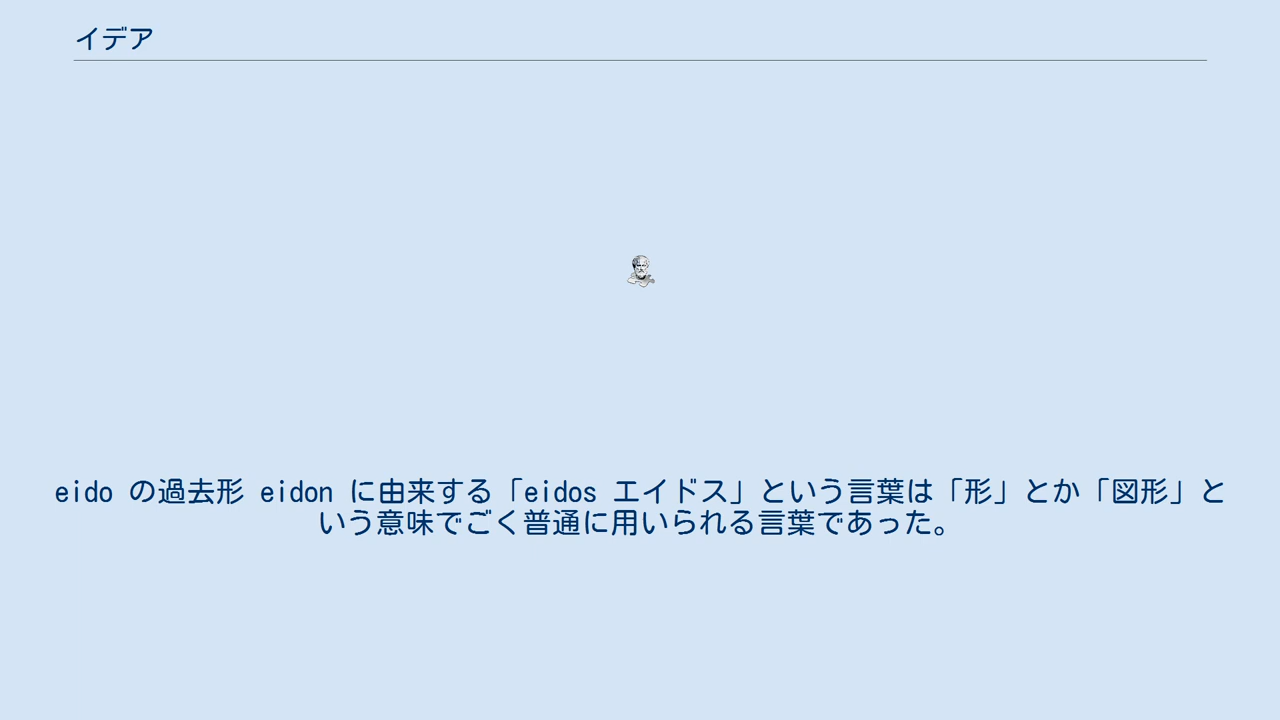 イデア
eido の過去形 eidon に由来する「eidos エイドス」という言葉は「形」とか「図形」と
いう意味でごく普通に用いられる言葉であった。